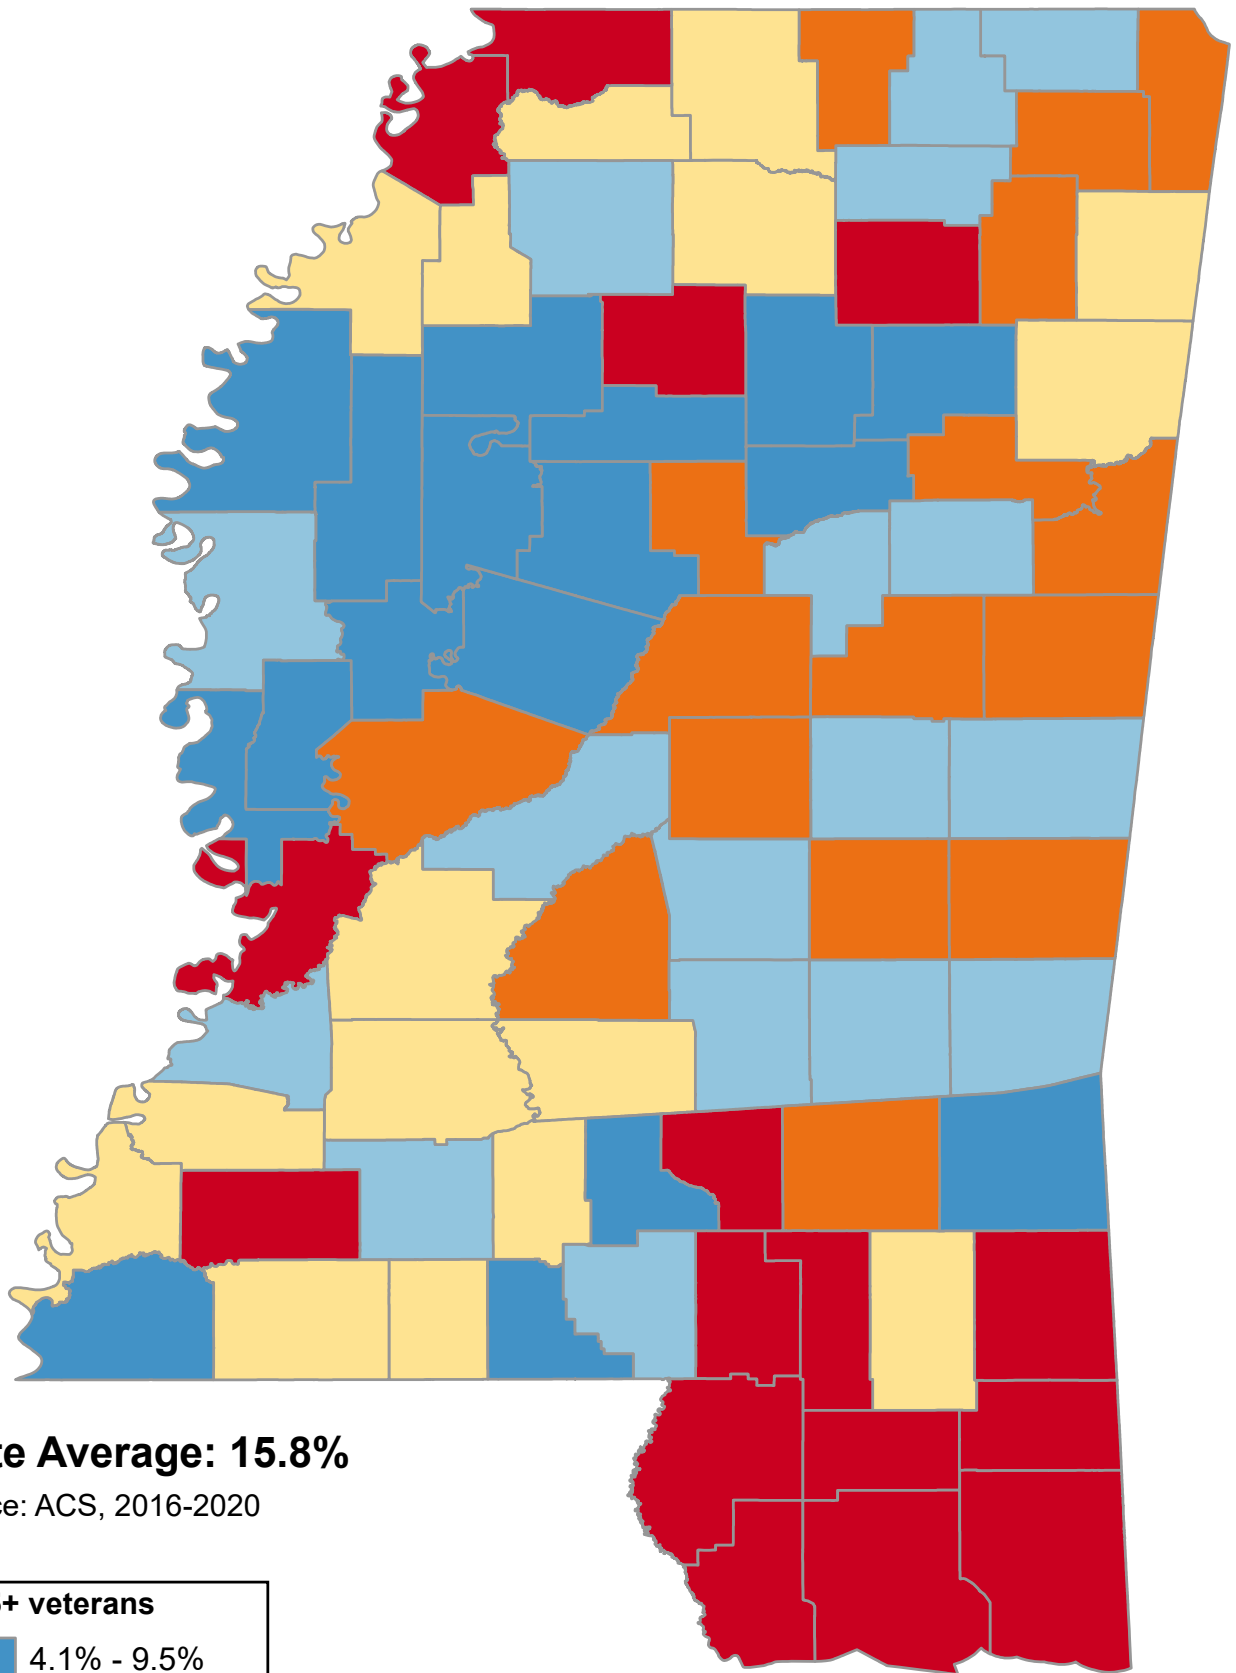 te Average: 15.8%
ce: ACS, 2016-2020
+ veterans
4.1% - 9.5%